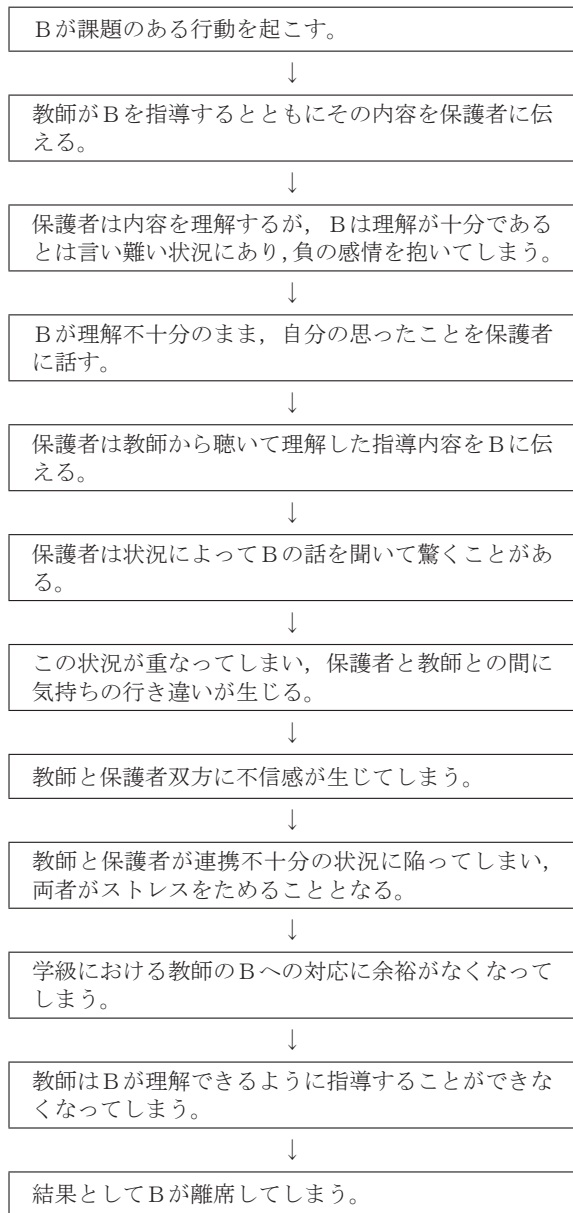 Ｂが課題のある行動を起こす。
↓
教師がＢを指導するとともにその内容を保護者に伝
える。
↓
保護者は内容を理解するが，Ｂは理解が十分である
とは言い難い状況にあり，負の感情を抱いてしまう。
↓
Ｂが理解不十分のまま，自分の思ったことを保護者
に話す。
↓
保護者は教師から聴いて理解した指導内容をＢに伝
える。
↓
保護者は状況によってＢの話を聞いて驚くことがあ
る。
↓
この状況が重なってしまい，保護者と教師との間に
気持ちの行き違いが生じる。
↓
教師と保護者双方に不信感が生じてしまう。
↓
教師と保護者が連携不十分の状況に陥ってしまい，
両者がストレスをためることとなる。
↓
学級における教師のＢへの対応に余裕がなくなって
しまう。
↓
教師はＢが理解できるように指導することができな
くなってしまう。
↓
結果としてＢが離席してしまう。